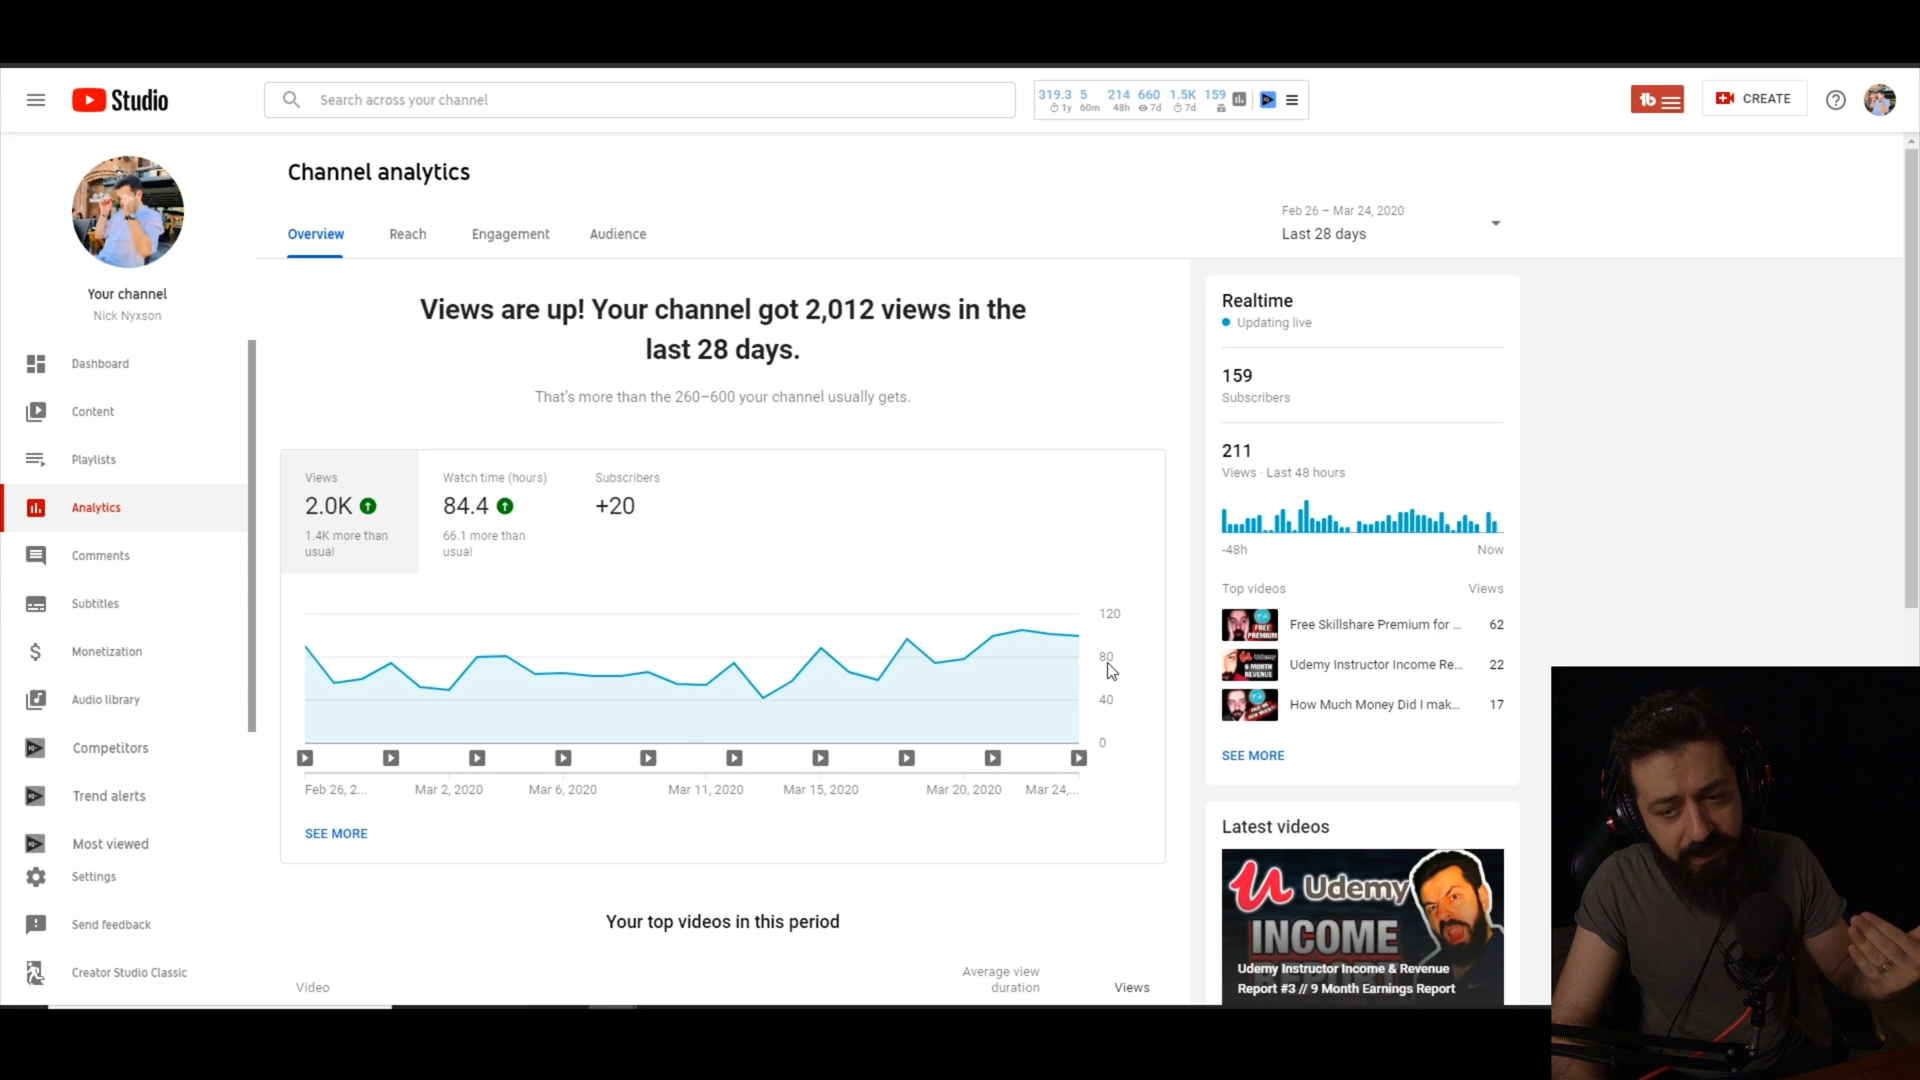 Studio
Search across your channel
319.3 5 214 660 1.5K 159
1y 60m 48h 7d 7d
CREATE
Channel analytics
Overview Reach Engagement Audience
Feb 26 – Mar 24, 2020
Last 28 days
Your channel
Nick Nyxson
Dashboard
Content
Playlists
Analytics
Comments
Subtitles
Monetization
Audio library
Competitors
Trend alerts
Most viewed
Settings
Send feedback
Creator Studio Classic
Views are up! Your channel got 2,012 views in the
last 28 days.
That's more than the 260–600 your channel usually gets.
Views
2.0K
1.4K more than
usual
Watch time (hours)
84.4
66.1 more than
usual
Subscribers
+20
120
80
40
0
Feb 26, 2... Mar 2, 2020 Mar 6, 2020 Mar 11, 2020 Mar 15, 2020 Mar 20, 2020 Mar 24,...
SEE MORE
Your top videos in this period
Video Average view
duration Views
Realtime
Updating live
159
Subscribers
211
Views · Last 48 hours
-48h Now
Top videos Views
FREE
PREMIUM
Free Skillshare Premium for ... 62
Udemy
6 MONTH
REVENUE
Udemy Instructor Income Re... 22
How Much Money Did I mak... 17
SEE MORE
Latest videos
Udemy
INCOME
Udemy Instructor Income & Revenue
Report #3 // 9 Month Earnings Report